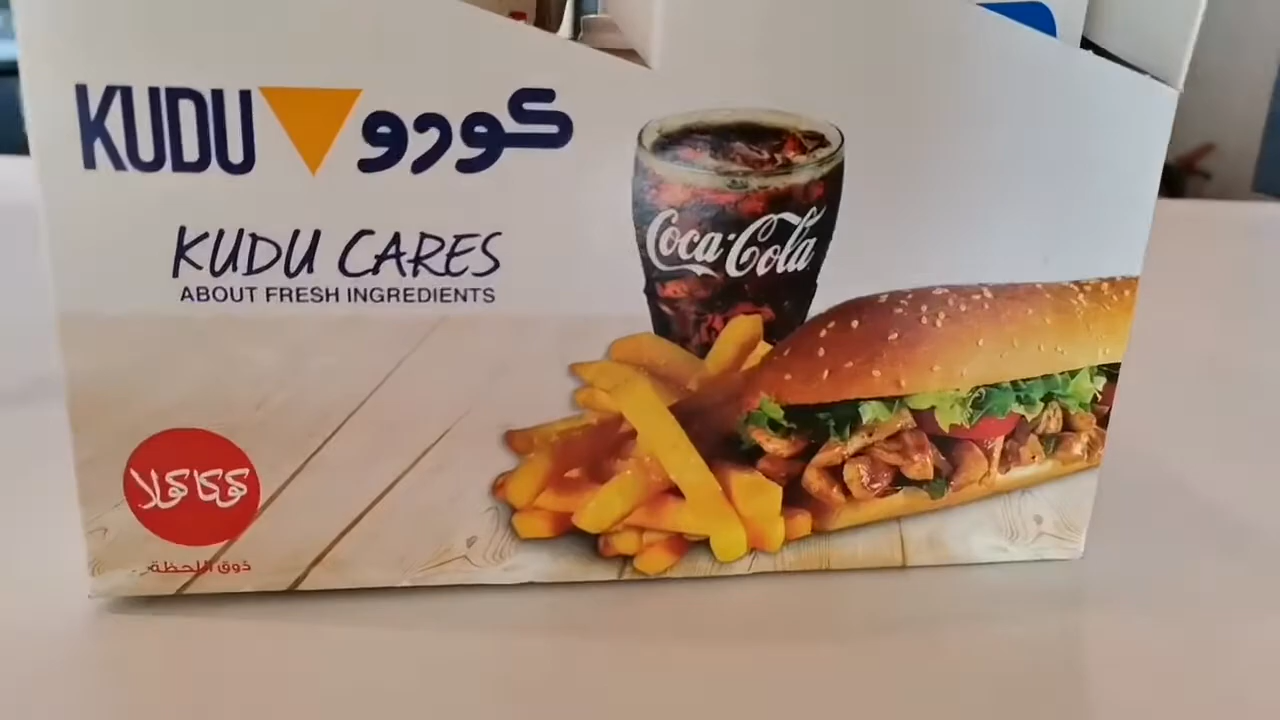 KUDU كودو
KUDU CARES
ABOUT FRESH INGREDIENTS
Coca-Cola
كوكاكولا
ذوق اللحظة